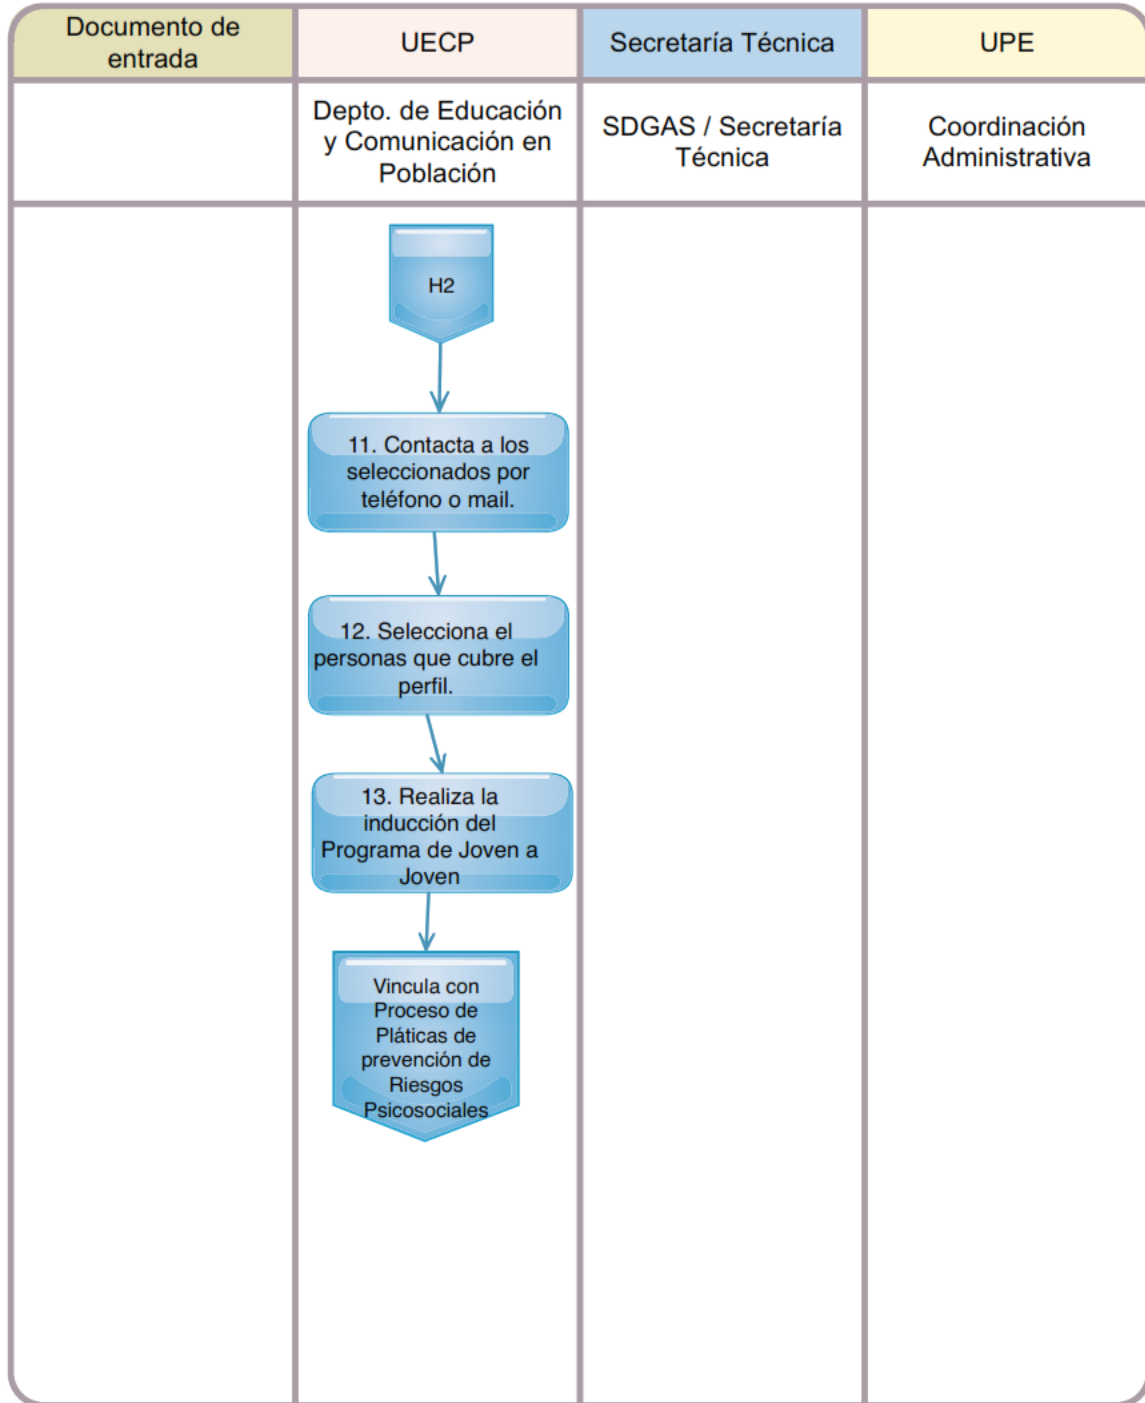 Documento de
entrada
UECP
Secretaría Técnica
UPE
Depto. de Educación
y Comunicación en
Población
SDGAS / Secretaría
Técnica
Coordinación
Administrativa
H2
11. Contacta a los
seleccionados por
teléfono o mail.
12. Selecciona el
personas que cubre el
perfil.
13. Realiza la
inducción del
Programa de Joven a
Joven
Vincula con
Proceso de
Pláticas de
prevención de
Riesgos
Psicosociales